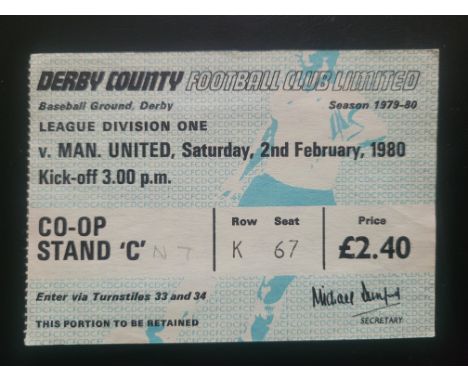 DERBY COUNTY FOOTBALL CLUB LIMITED
Baseball Ground, Derby Season 1979-80
LEAGUE DIVISION ONE
v. MAN. UNITED, Saturday, 2nd February, 1980
Kick-off 3.00 p.m.
CO-OP
STAND 'C' N7
Row Seat Price
K 67 £2.40
Enter via Turnstiles 33 and 34
Michael
SECRETARY
THIS PORTION TO BE RETAINED